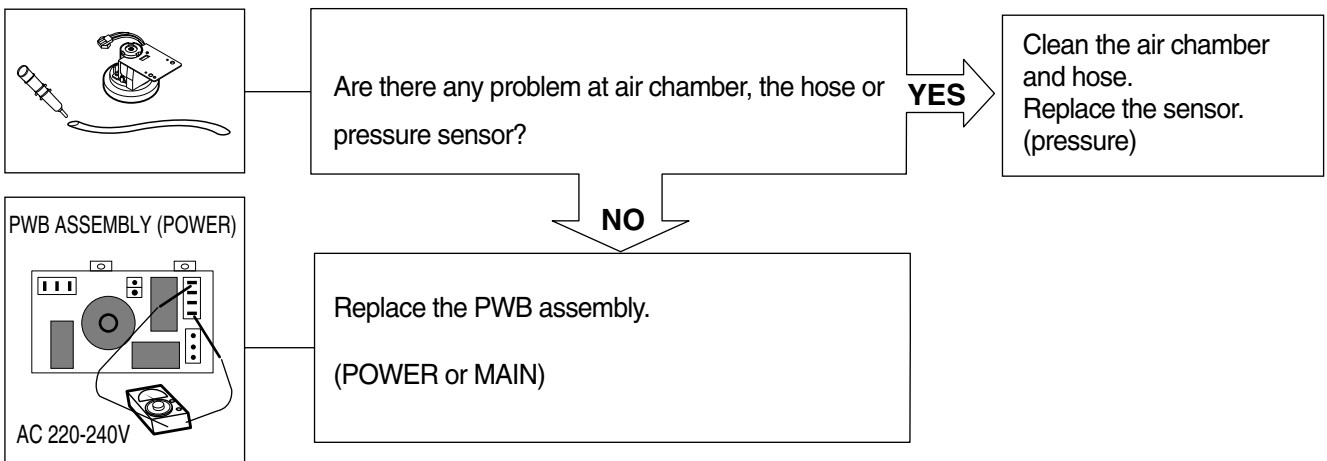 Are there any problem at air chamber, the hose or
pressure sensor?
YES
Clean the air chamber
and hose.
Replace the sensor.
(pressure)
NO
PWB ASSEMBLY (POWER)
AC 220-240V
Replace the PWB assembly.
(POWER or MAIN)